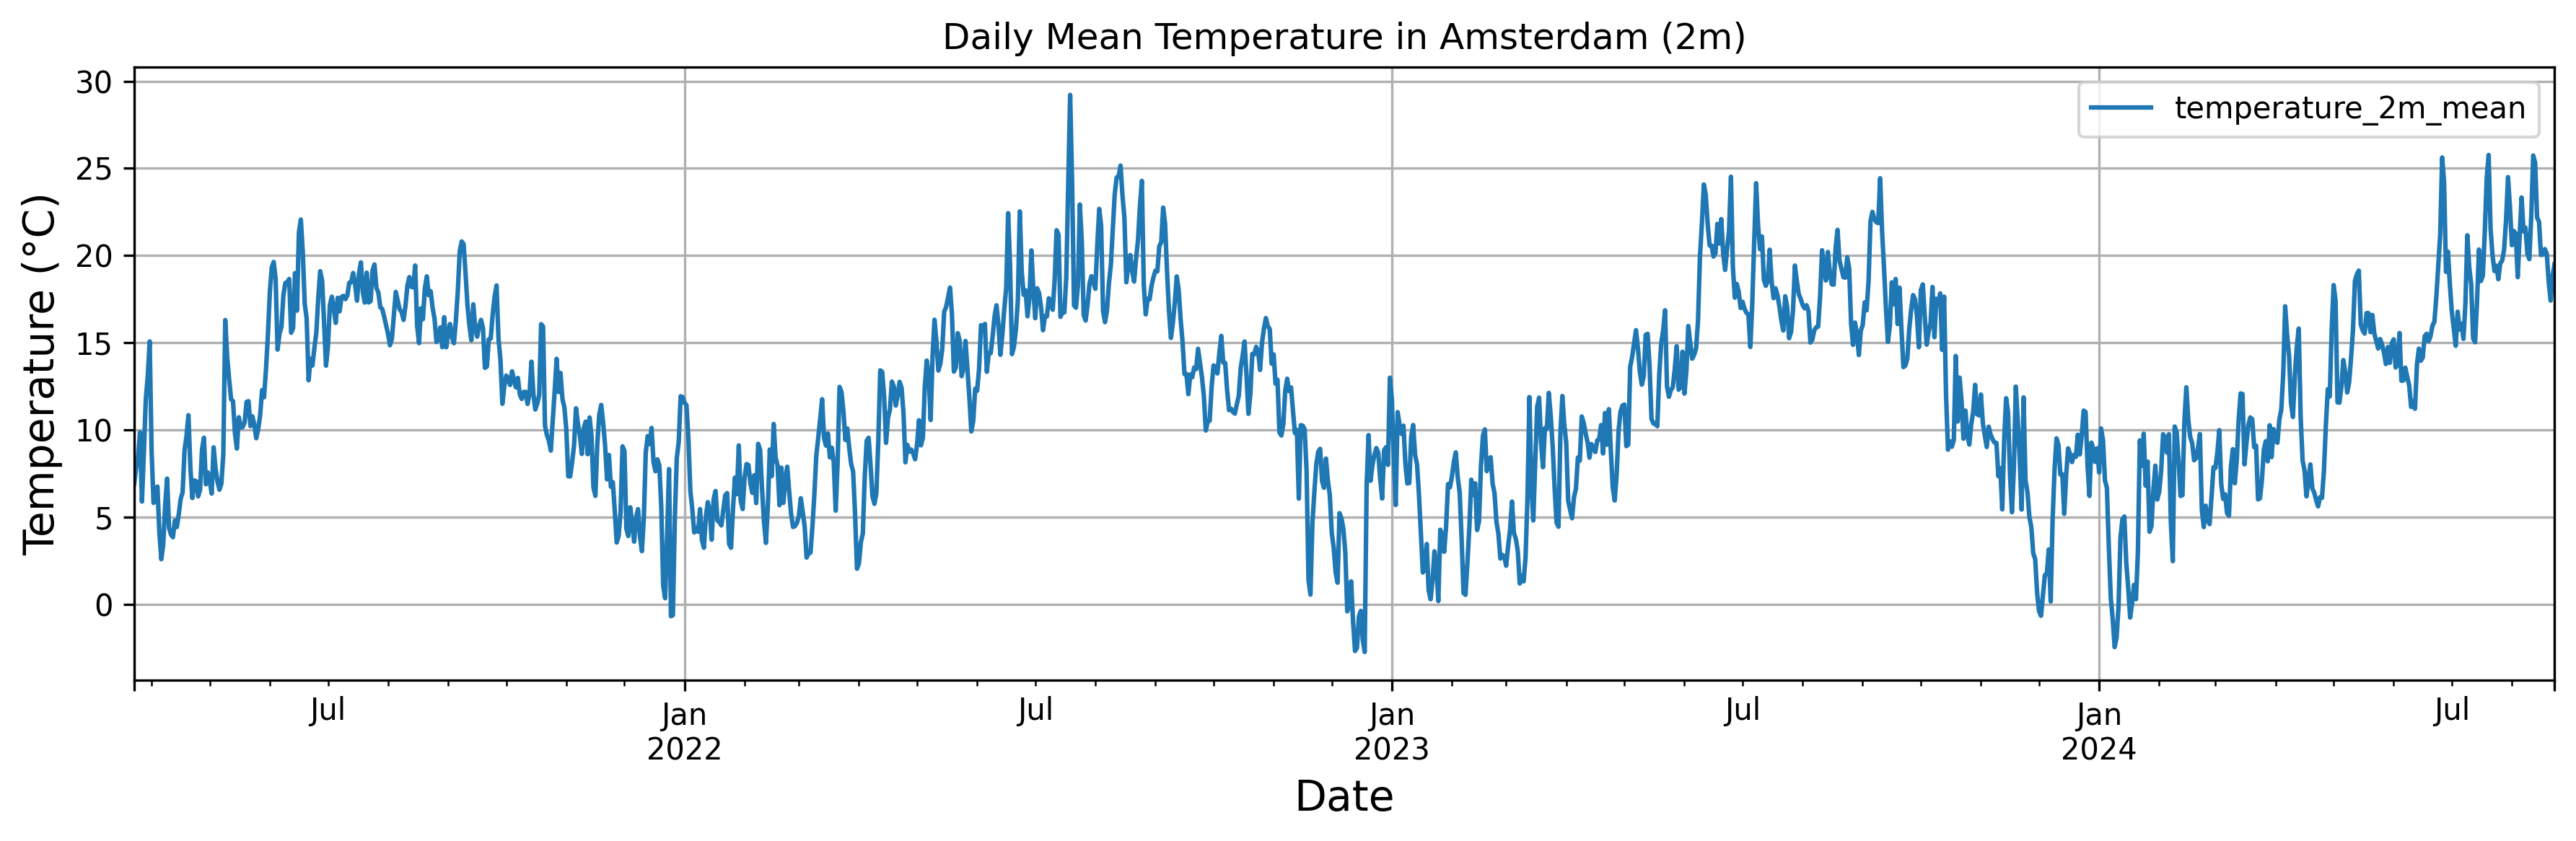 Daily Mean Temperature in Amsterdam (2m)
temperature_2m_mean
Temperature (°C)
30
25
20
15
10
5
0
Jul
Jan
2022
Jul
Jan
2023
Jul
Jan
2024
Jul
Date